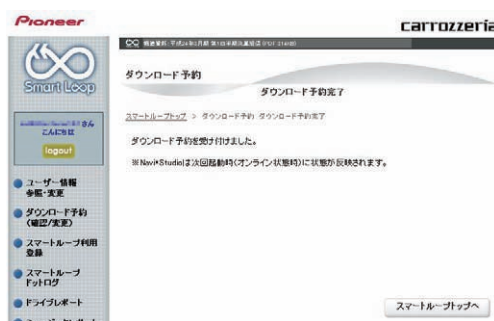 Pioneer
carrozzeria
ダウンロード予約
ダウンロード予約完了
スマートループトップ > ダウンロード予約 ダウンロード予約完了
ダウンロード予約を受け付けました。
※Navi*Studioは次回起動時(オンライン状態時)に状態が反映されます。
スマートループトップへ
Smart Loop
さん
こんにちは
logout
ユーザー情報
参照・変更
ダウンロード予約
(確認/変更)
スマートループ利用
登録
スマートループ
ドットログ
ドライブレポート